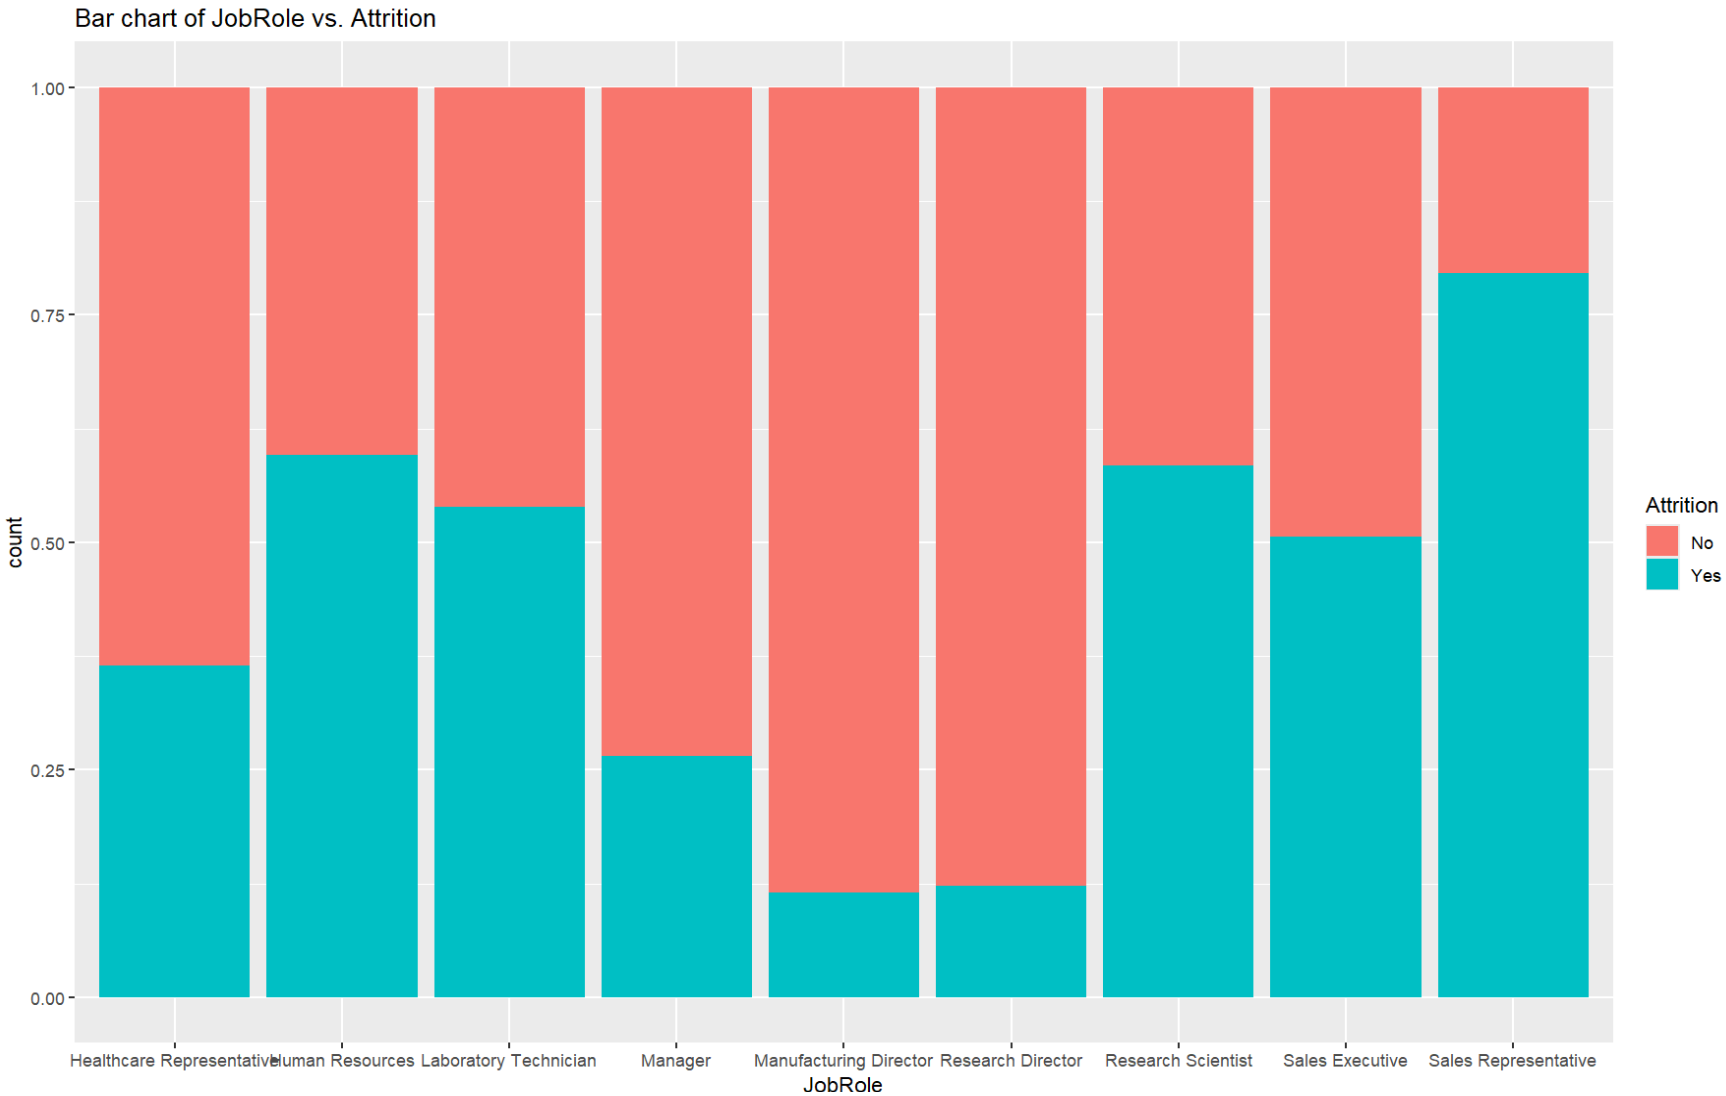 Bar chart of JobRole vs. Attrition
1.00
0.75
0.50
0.25
0.00
count
Healthcare Representative
Human Resources
Laboratory Technician
Manager
Manufacturing Director
Research Director
Research Scientist
Sales Executive
Sales Representative
JobRole
Attrition
No
Yes